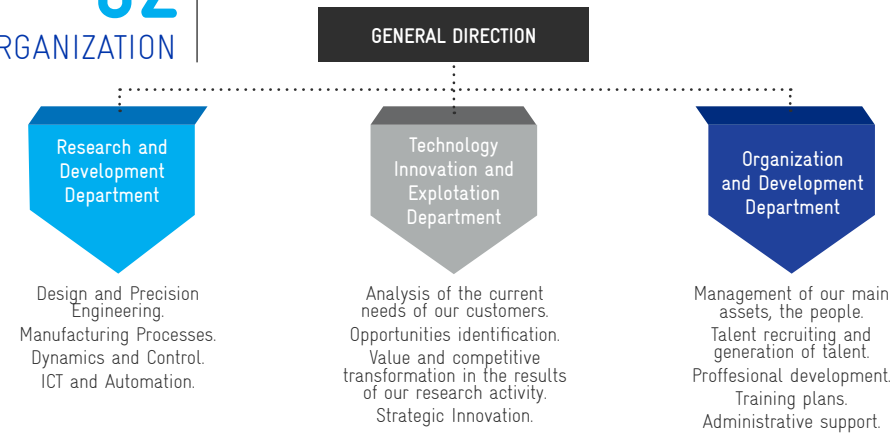 02
RGANIZATION
GENERAL DIRECTION
Research and
Development
Department
Technology
Innovation and
Explotation
Department
Organization
and Development
Department
Design and Precision
Engineering.
Manufacturing Processes.
Dynamics and Control.
ICT and Automation.
Analysis of the current
needs of our customers.
Opportunities identification.
Value and competitive
transformation in the results
of our research activity.
Strategic Innovation.
Management of our main
assets, the people.
Talent recruiting and
generation of talent.
Proffesional development.
Training plans.
Administrative support.